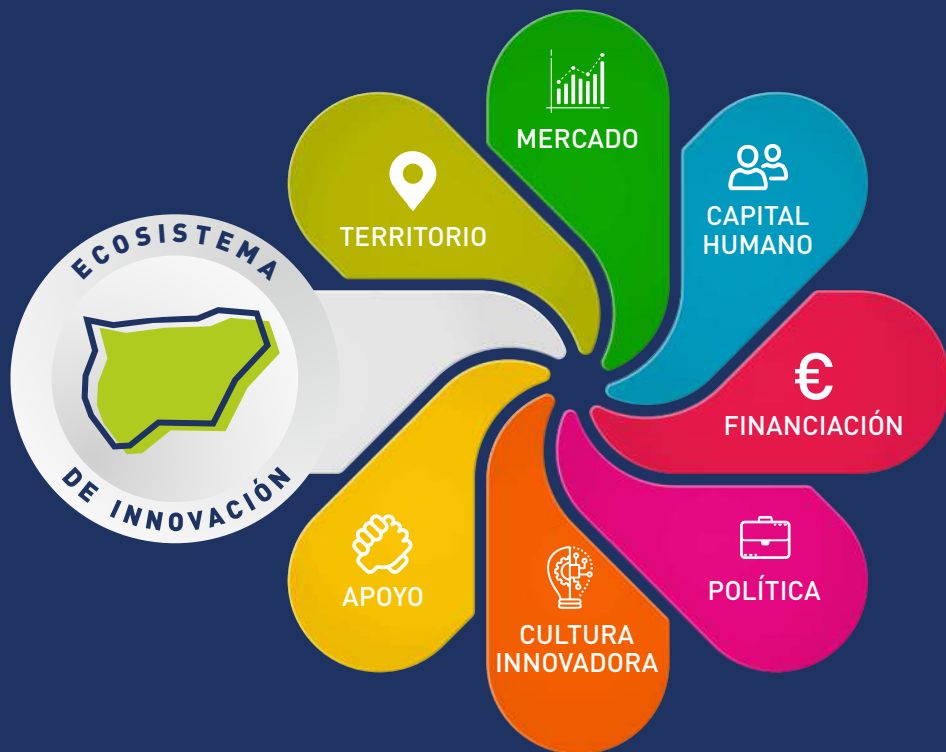 ECOSISTEMA
DE INNOVACIÓN
TERRITORIO
MERCADO
CAPITAL
HUMANO
€
FINANCIACIÓN
POLÍTICA
CULTURA
INNOVADORA
APOYO